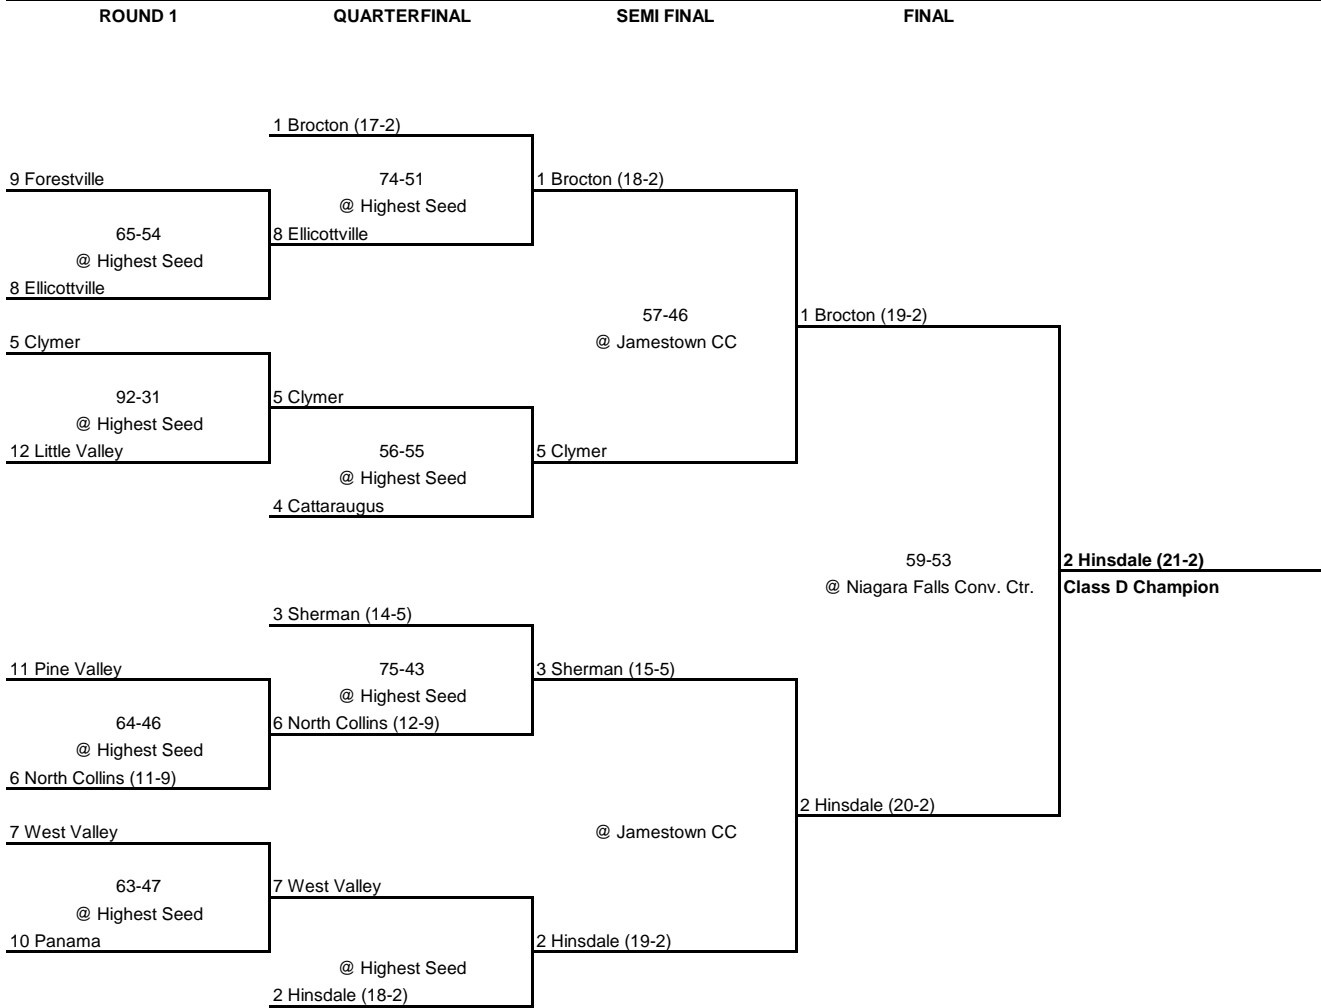 ROUND 1 QUARTERFINAL SEMI FINAL FINAL
1 Brocton (17-2)
9 Forestville 74-51 1 Brocton (18-2)
@ Highest Seed
65-54 8 Ellicottville
@ Highest Seed
8 Ellicottville
57-46 1 Brocton (19-2)
5 Clymer @ Jamestown CC
92-31 5 Clymer
@ Highest Seed
12 Little Valley 56-55 5 Clymer
@ Highest Seed
4 Cattaraugus
59-53 2 Hinsdale (21-2)
@ Niagara Falls Conv. Ctr. Class D Champion
3 Sherman (14-5)
11 Pine Valley 75-43 3 Sherman (15-5)
@ Highest Seed
64-46 6 North Collins (12-9)
@ Highest Seed
6 North Collins (11-9)
2 Hinsdale (20-2)
7 West Valley @ Jamestown CC
63-47 7 West Valley
@ Highest Seed
10 Panama 2 Hinsdale (19-2)
@ Highest Seed
2 Hinsdale (18-2)